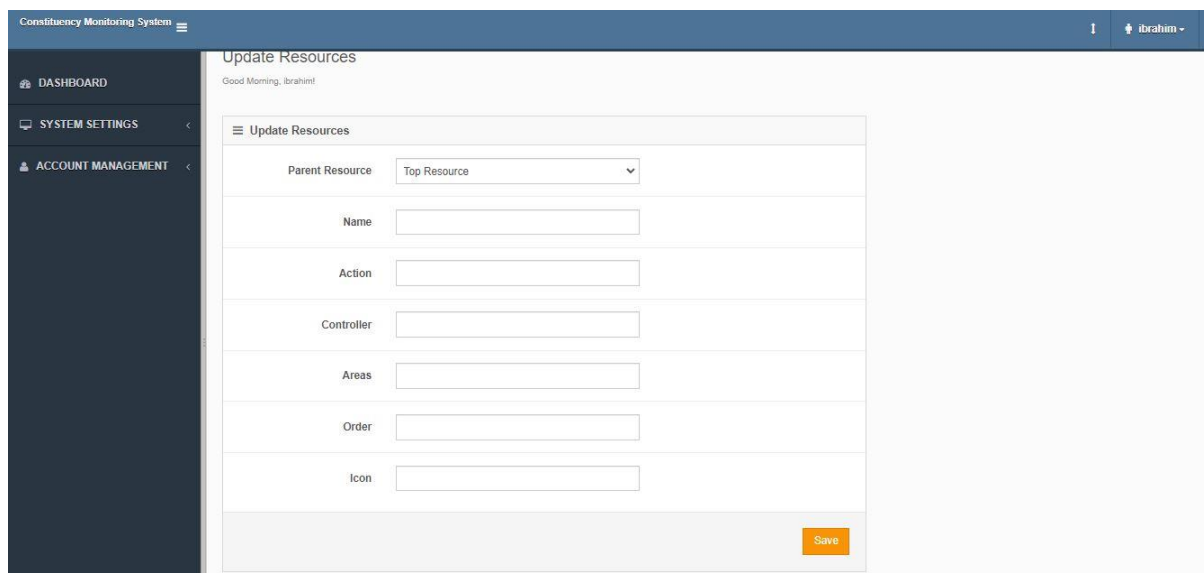 Constituency Monitoring System
ibrahim
DASHBOARD
SYSTEM SETTINGS
ACCOUNT MANAGEMENT
Update Resources
Good Morning, ibrahim!
Update Resources
Parent Resource
Top Resource
Name
Action
Controller
Areas
Order
Icon
Save